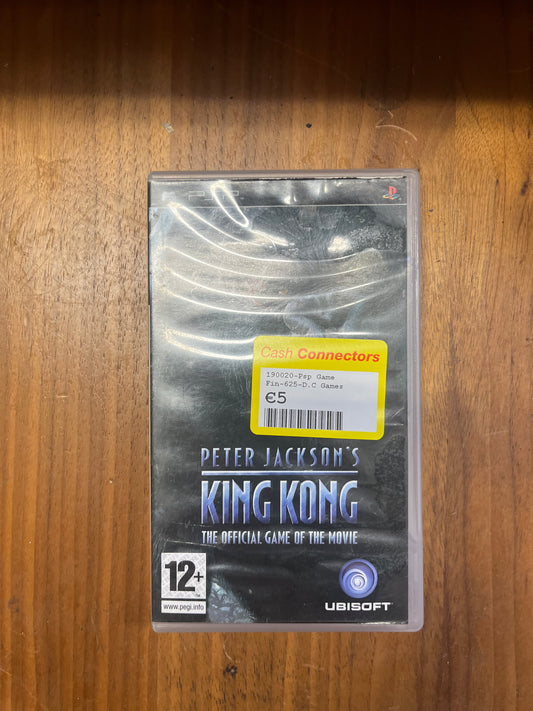 Cash Connectors
190020-Psp Game
Fin-625-D.C Games
€5
PETER JACKSON'S
KING KONG
THE OFFICIAL GAME OF THE MOVIE
12+
www.pegi.info
UBISOFT